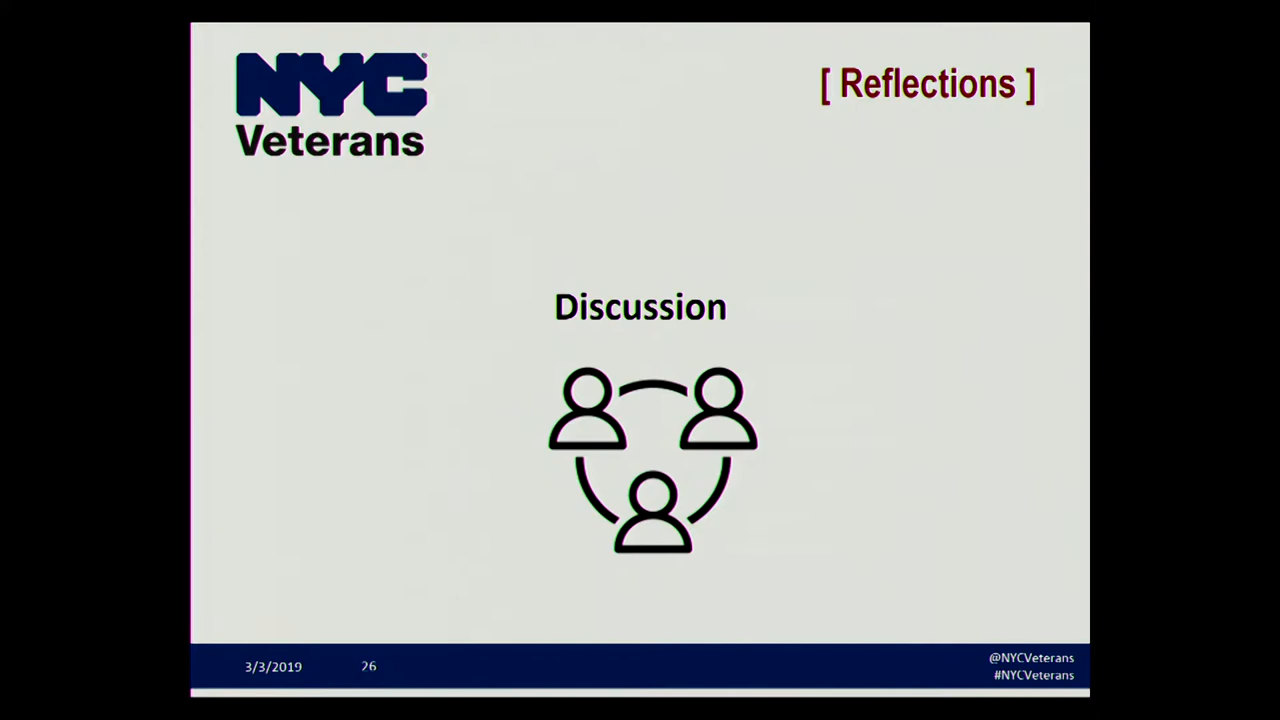 NYC®
Veterans
[ Reflections ]
Discussion
3/3/2019
26
@NYCVeterans
#NYCVeterans